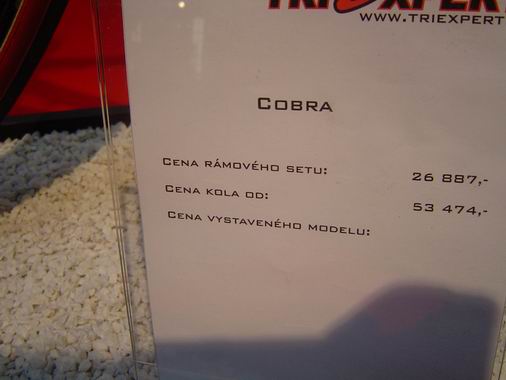 TRIEXPERT
WWW.TRIEXPERT
COBRA
CENA RÁMOVÉHO SETU: 26 887,-
CENA KOLA OD: 53 474,-
CENA VYSTAVENÉHO MODELU: